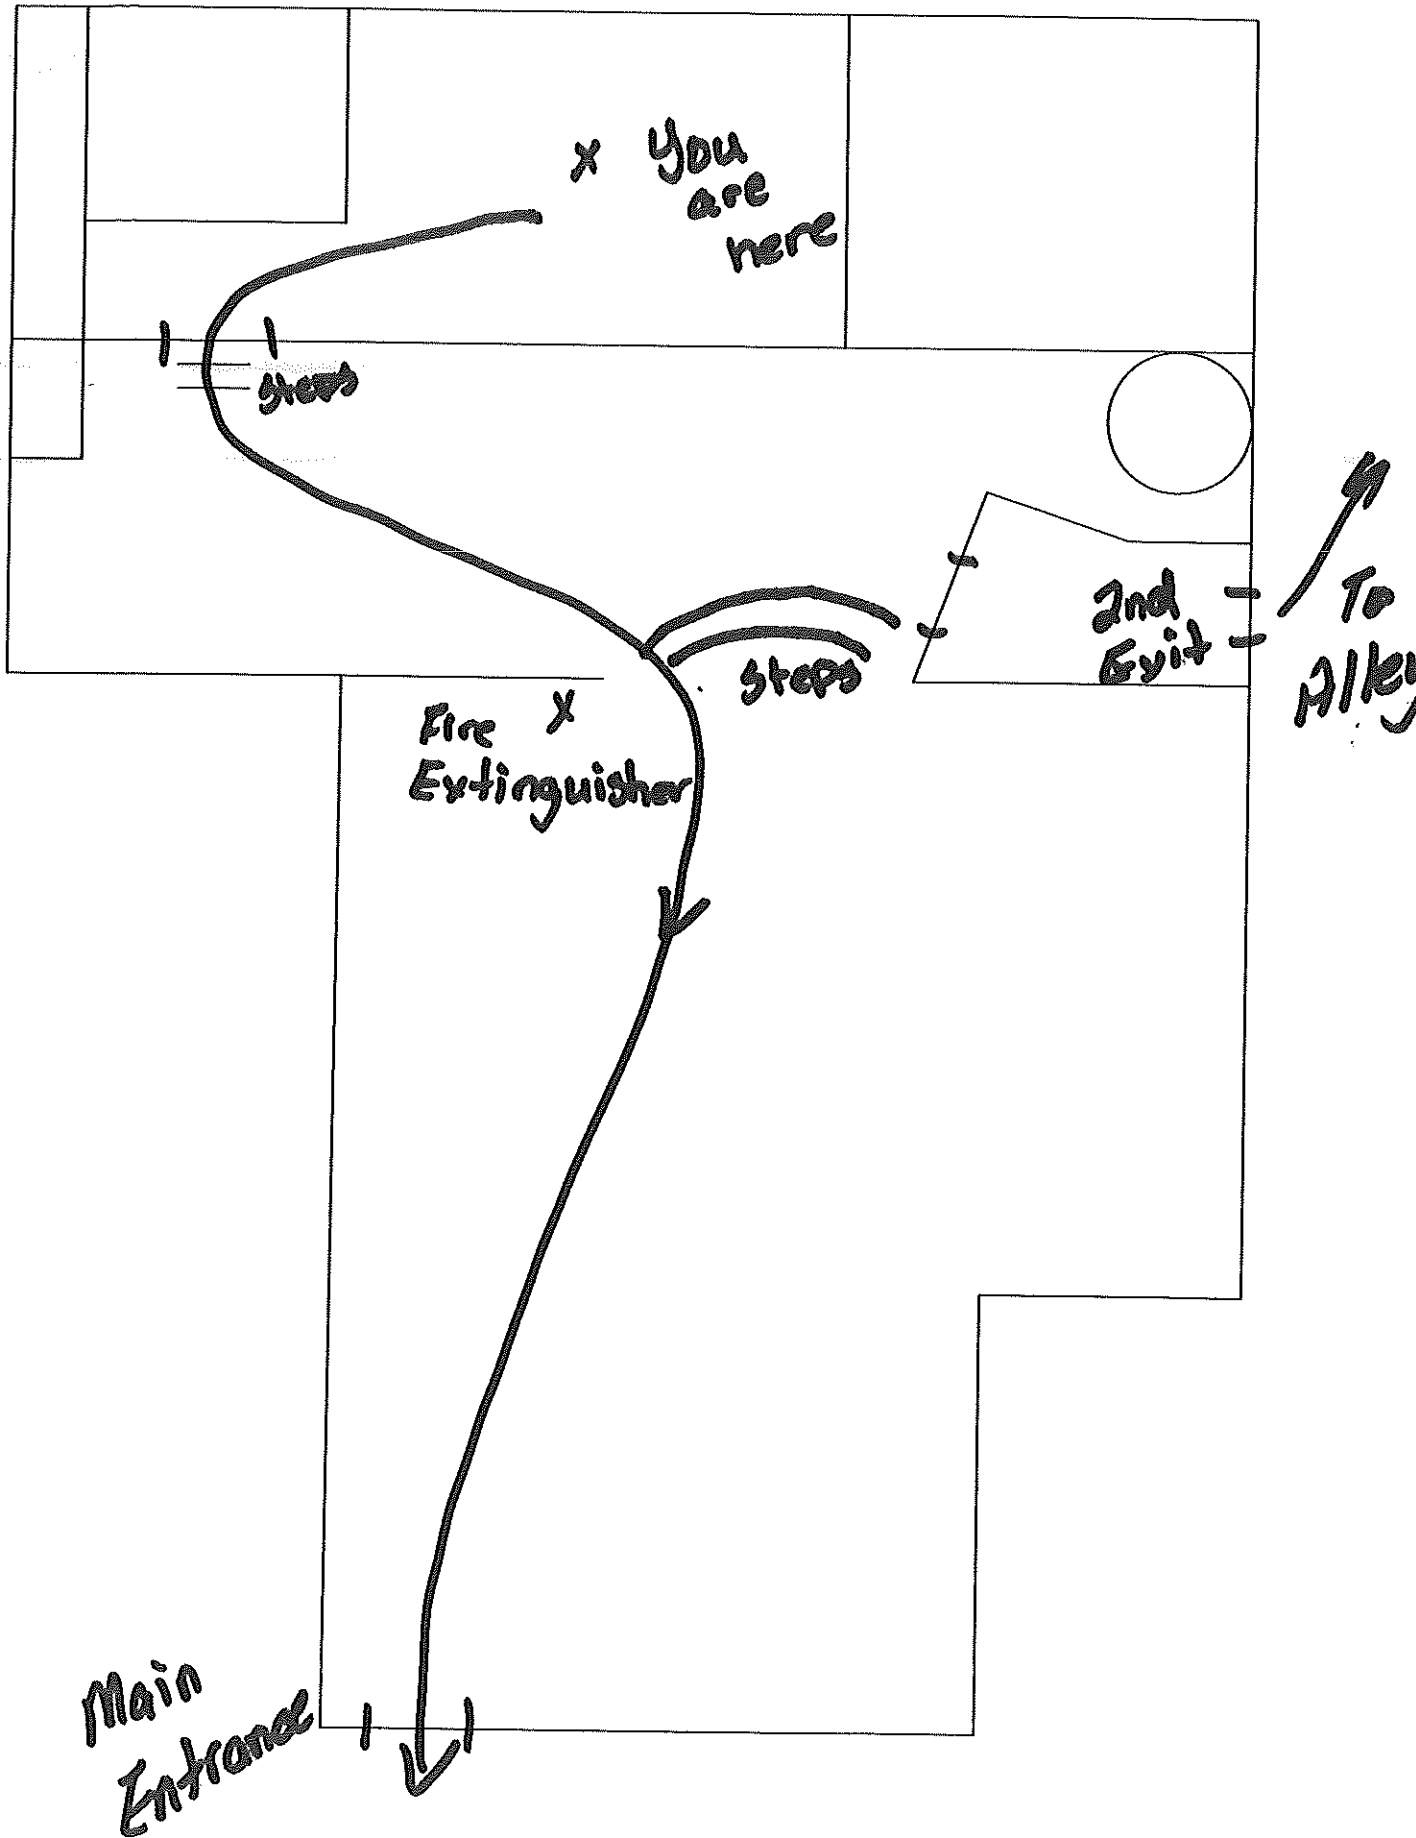 x You
are
here
steps
2nd
Exit
To
Alley
steps
Fire x
Extinguisher
Main
Entrance